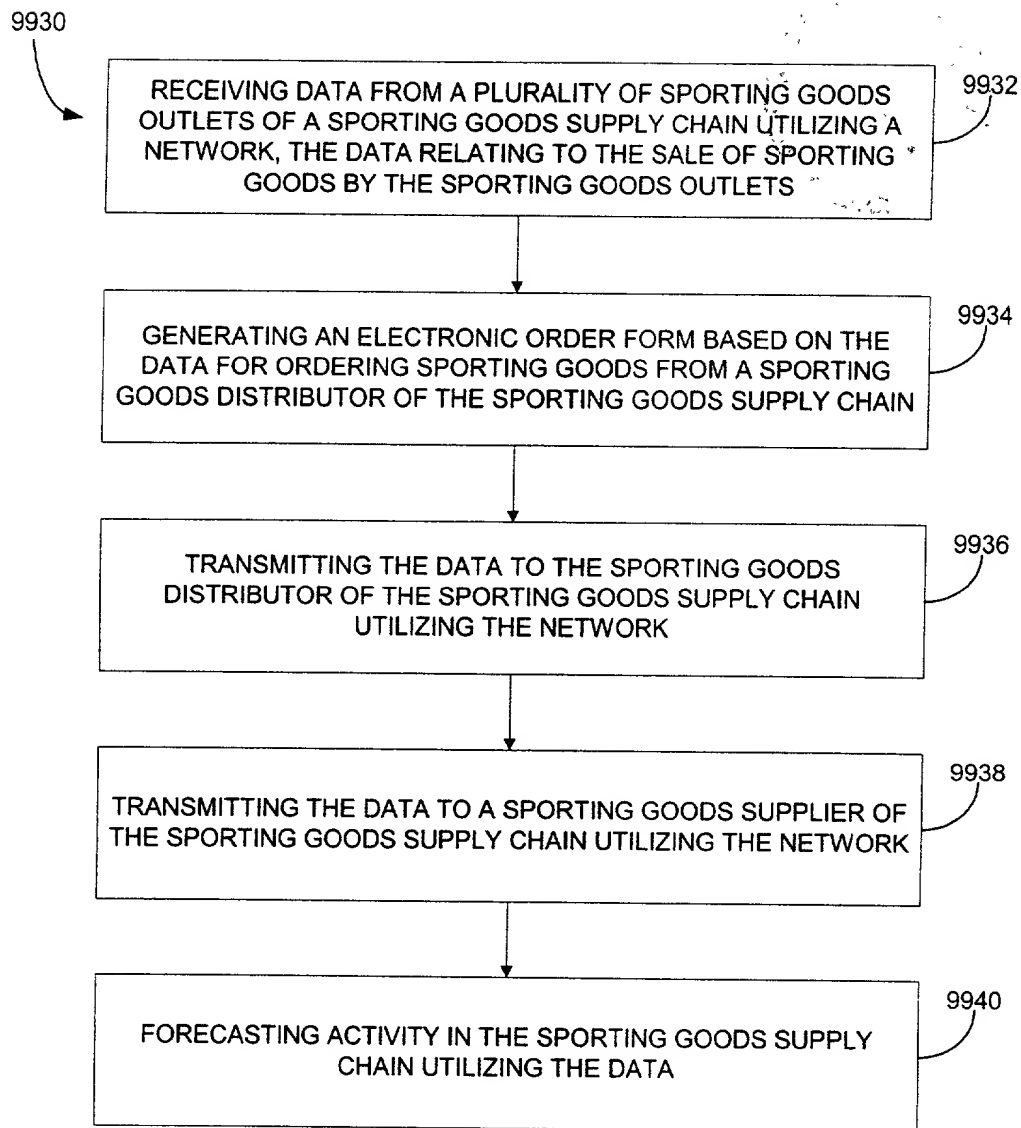 9930
RECEIVING DATA FROM A PLURALITY OF SPORTING GOODS
OUTLETS OF A SPORTING GOODS SUPPLY CHAIN UTILIZING A
NETWORK, THE DATA RELATING TO THE SALE OF SPORTING
GOODS BY THE SPORTING GOODS OUTLETS
9932
GENERATING AN ELECTRONIC ORDER FORM BASED ON THE
DATA FOR ORDERING SPORTING GOODS FROM A SPORTING
GOODS DISTRIBUTOR OF THE SPORTING GOODS SUPPLY CHAIN
9934
TRANSMITTING THE DATA TO THE SPORTING GOODS
DISTRIBUTOR OF THE SPORTING GOODS SUPPLY CHAIN
UTILIZING THE NETWORK
9936
TRANSMITTING THE DATA TO A SPORTING GOODS SUPPLIER OF
THE SPORTING GOODS SUPPLY CHAIN UTILIZING THE NETWORK
9938
FORECASTING ACTIVITY IN THE SPORTING GOODS SUPPLY
CHAIN UTILIZING THE DATA
9940